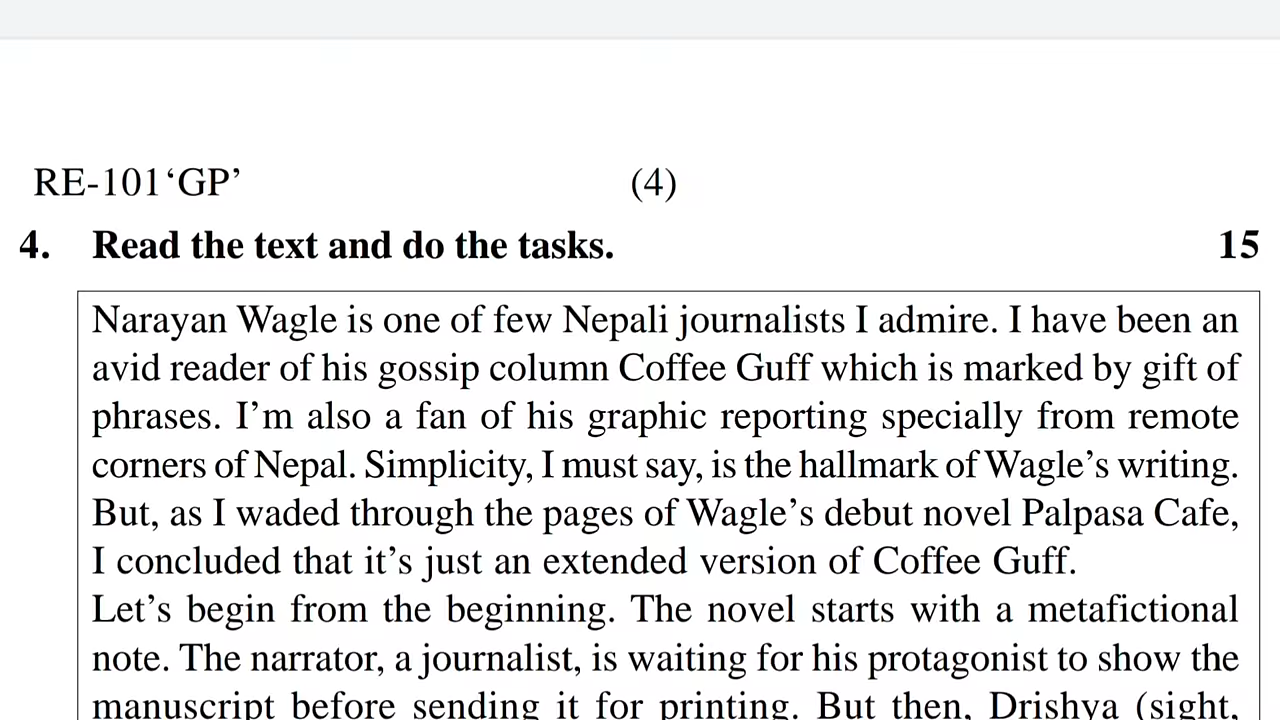 RE-101‘GP’ (4)
4. Read the text and do the tasks. 15
Narayan Wagle is one of few Nepali journalists I admire. I have been an
avid reader of his gossip column Coffee Guff which is marked by gift of
phrases. I’m also a fan of his graphic reporting specially from remote
corners of Nepal. Simplicity, I must say, is the hallmark of Wagle’s writing.
But, as I waded through the pages of Wagle’s debut novel Palpasa Cafe,
I concluded that it’s just an extended version of Coffee Guff.
Let’s begin from the beginning. The novel starts with a metafictional
note. The narrator, a journalist, is waiting for his protagonist to show the
manuscript before sending it for printing. But then, Drishya (sight,